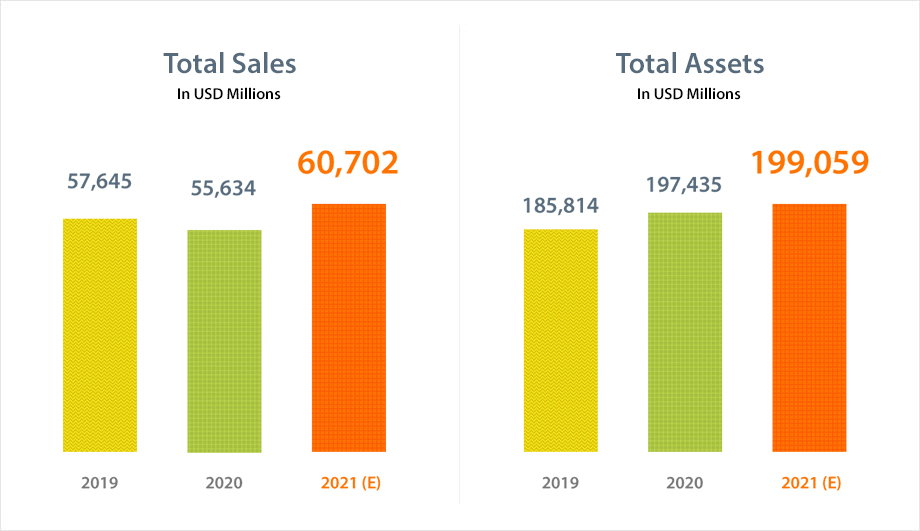 Total Sales
In USD Millions
57,645
55,634
60,702
2019
2020
2021 (E)
Total Assets
In USD Millions
185,814
197,435
199,059
2019
2020
2021 (E)